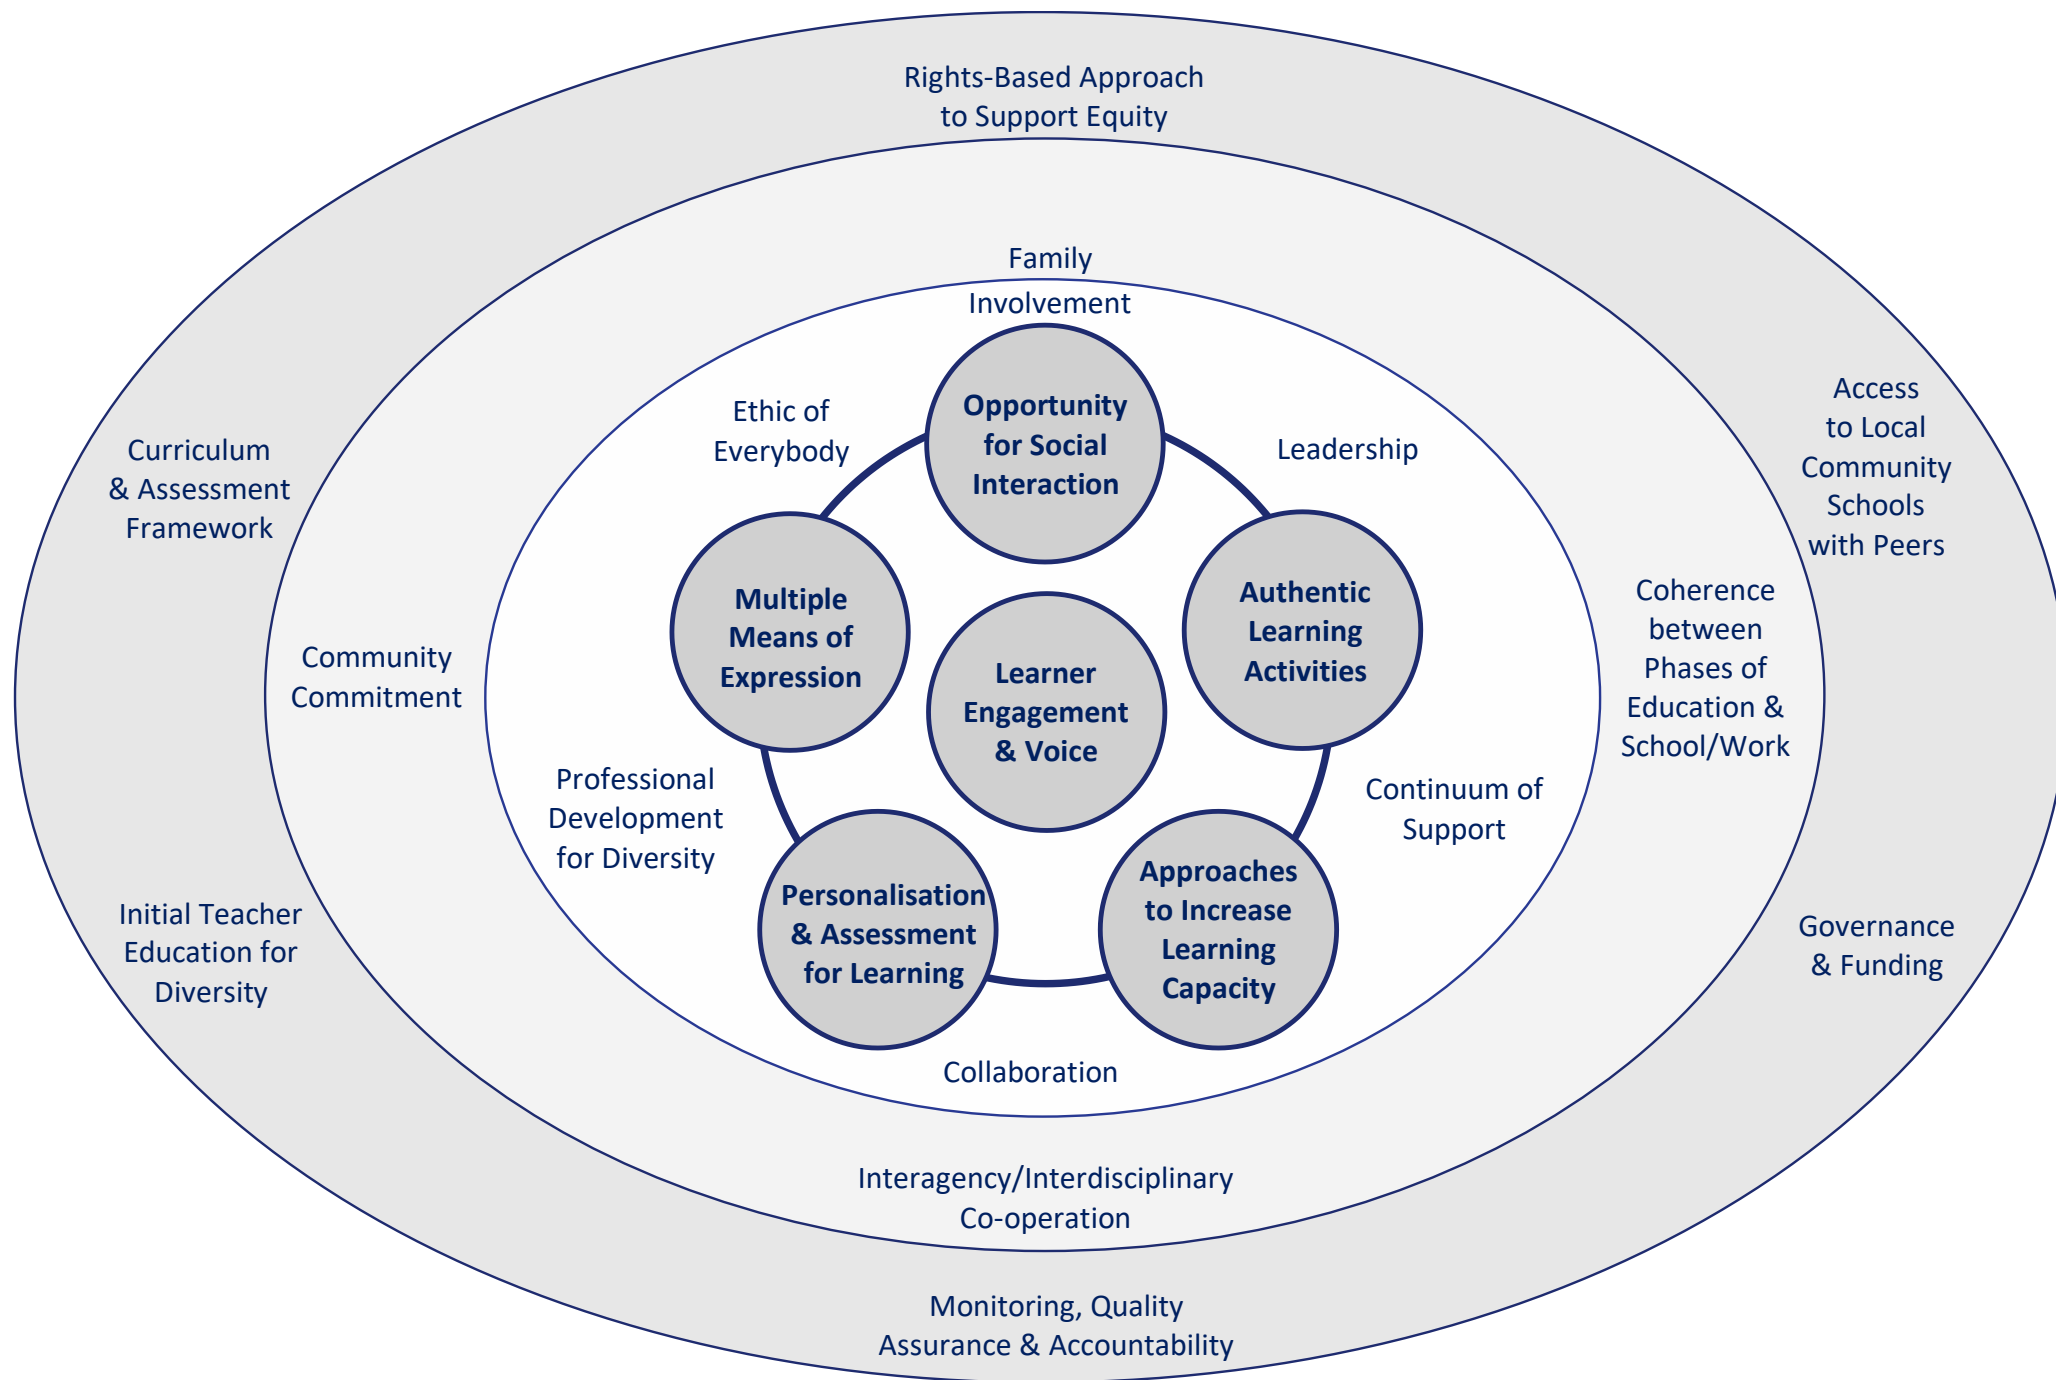 Rights-Based Approach
to Support Equity
Family
Involvement
Ethic of
Everybody
Opportunity
for Social
Interaction
Leadership
Access
to Local
Community
Schools
with Peers
Curriculum
& Assessment
Framework
Multiple
Means of
Expression
Authentic
Learning
Activities
Coherence
between
Phases of
Education &
School/Work
Community
Commitment
Learner
Engagement
& Voice
Professional
Development
for Diversity
Continuum of
Support
Personalisation
& Assessment
for Learning
Approaches
to Increase
Learning
Capacity
Initial Teacher
Education for
Diversity
Governance
& Funding
Collaboration
Interagency/Interdisciplinary
Co-operation
Monitoring, Quality
Assurance & Accountability